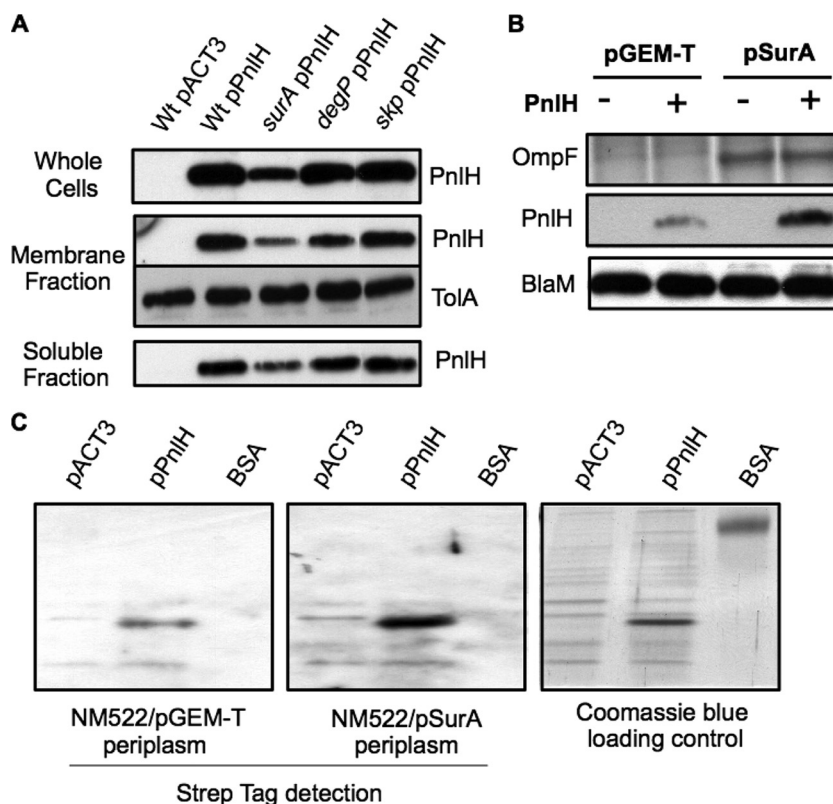 A
Wt pACT3
Wt pPnlH
surA pPnlH
degP pPnlH
skp pPnlH
Whole
Cells
PnlH
Membrane
Fraction
PnlH
TolA
Soluble
Fraction
PnlH
B
pGEM-T
pSurA
PnlH - + - +
OmpF
PnlH
BlaM
C
pACT3
pPnlH
BSA
pACT3
pPnlH
BSA
pACT3
pPnlH
BSA
NM522/pGEM-T
periplasm
NM522/pSurA
periplasm
Coomassie blue
loading control
Strep Tag detection